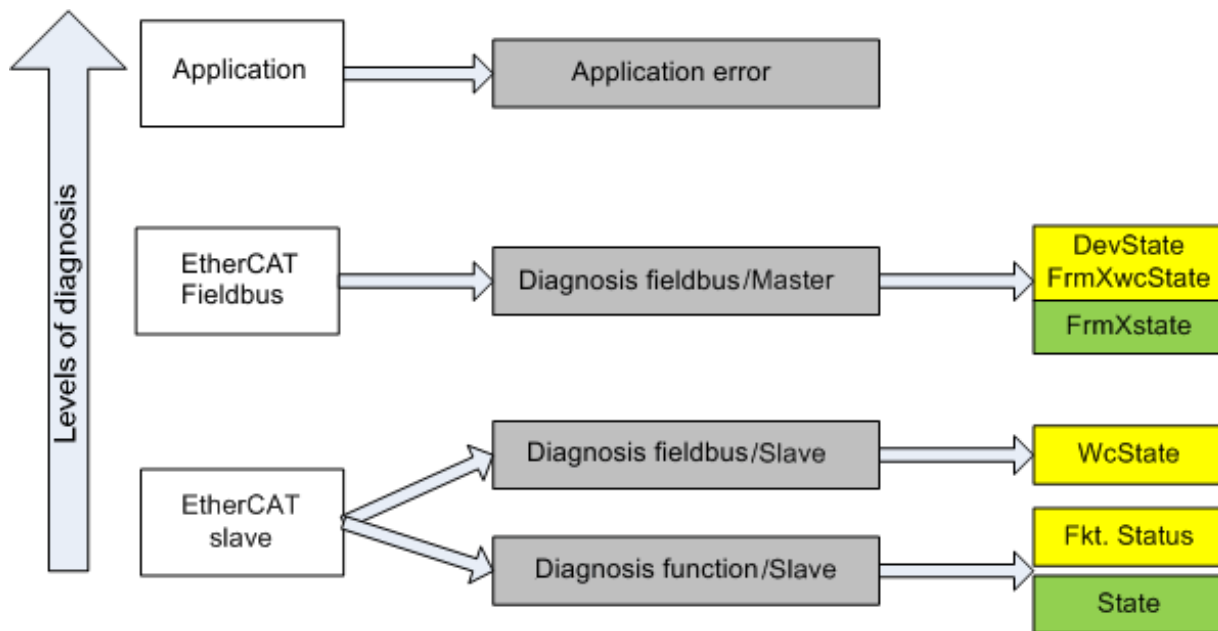 Levels of diagnosis
Application
Application error
EtherCAT
Fieldbus
Diagnosis fieldbus/Master
DevState
FrmXwcState
FrmXstate
EtherCAT
slave
Diagnosis fieldbus/Slave
WcState
Diagnosis function/Slave
Fkt. Status
State